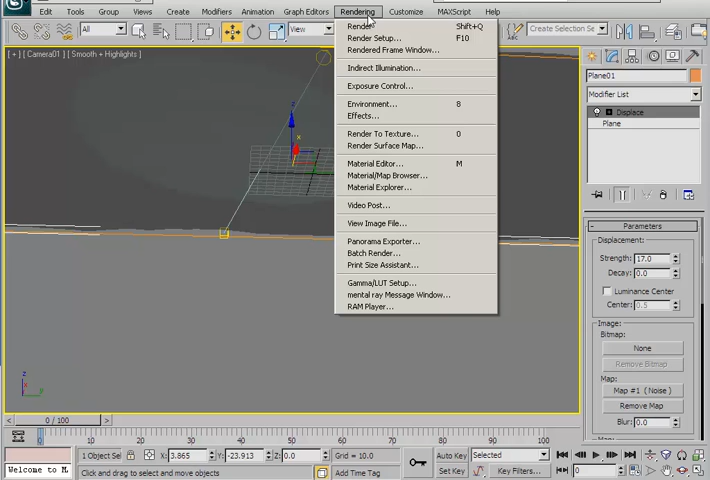 Edit Tools Group Views Create Modifiers Animation Graph Editors Rendering Customize MAXScript Help
All View Create Selection Se
[ + ] [ Camera01 ] [ Smooth + Highlights ]
Render Shift+Q
Render Setup... F10
Rendered Frame Window...
Indirect Illumination...
Exposure Control...
Environment... 8
Effects...
Render To Texture... 0
Render Surface Map...
Material Editor... M
Material/Map Browser...
Material Explorer...
Video Post...
View Image File...
Panorama Exporter...
Batch Render...
Print Size Assistant...
Gamma/LUT Setup...
mental ray Message Window...
RAM Player...
Plane01
Modifier List
Displace
Plane
Parameters
Displacement:
Strength: 17.0
Decay: 0.0
Luminance Center
Center: 0.5
Image:
Bitmap:
None
Remove Bitmap
Map:
Map #1 ( Noise )
Remove Map
Blur: 0.0
z
x
z
x
y
0 / 100
0 10 20 30 40 50 60 70 80 90 100
1 Object Sel X: 3.865 Y: -23.913 Z: 0.0 Grid = 10.0 Auto Key Selected
Welcome to M Click and drag to select and move objects Add Time Tag Set Key Key Filters... 0